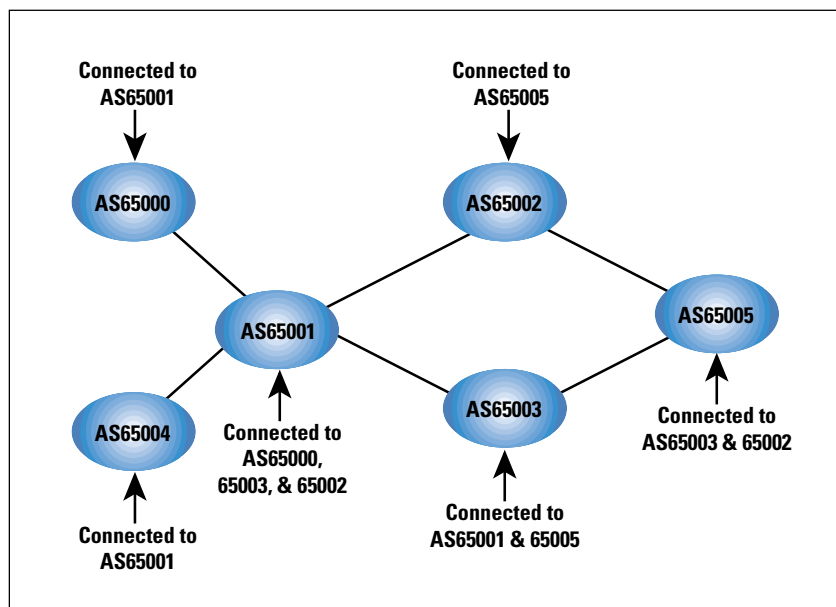 Connected to
AS65001
Connected to
AS65005
AS65000
AS65002
AS65001
AS65005
AS65004
AS65003
Connected to
AS65000,
65003, & 65002
Connected to
AS65003 & 65002
Connected to
AS65001
Connected to
AS65001 & 65005